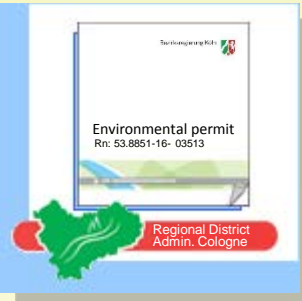 Bezirksregierung Köln
Environmental permit
Rn: 53.8851-16- 03513
Regional District
Admin. Cologne